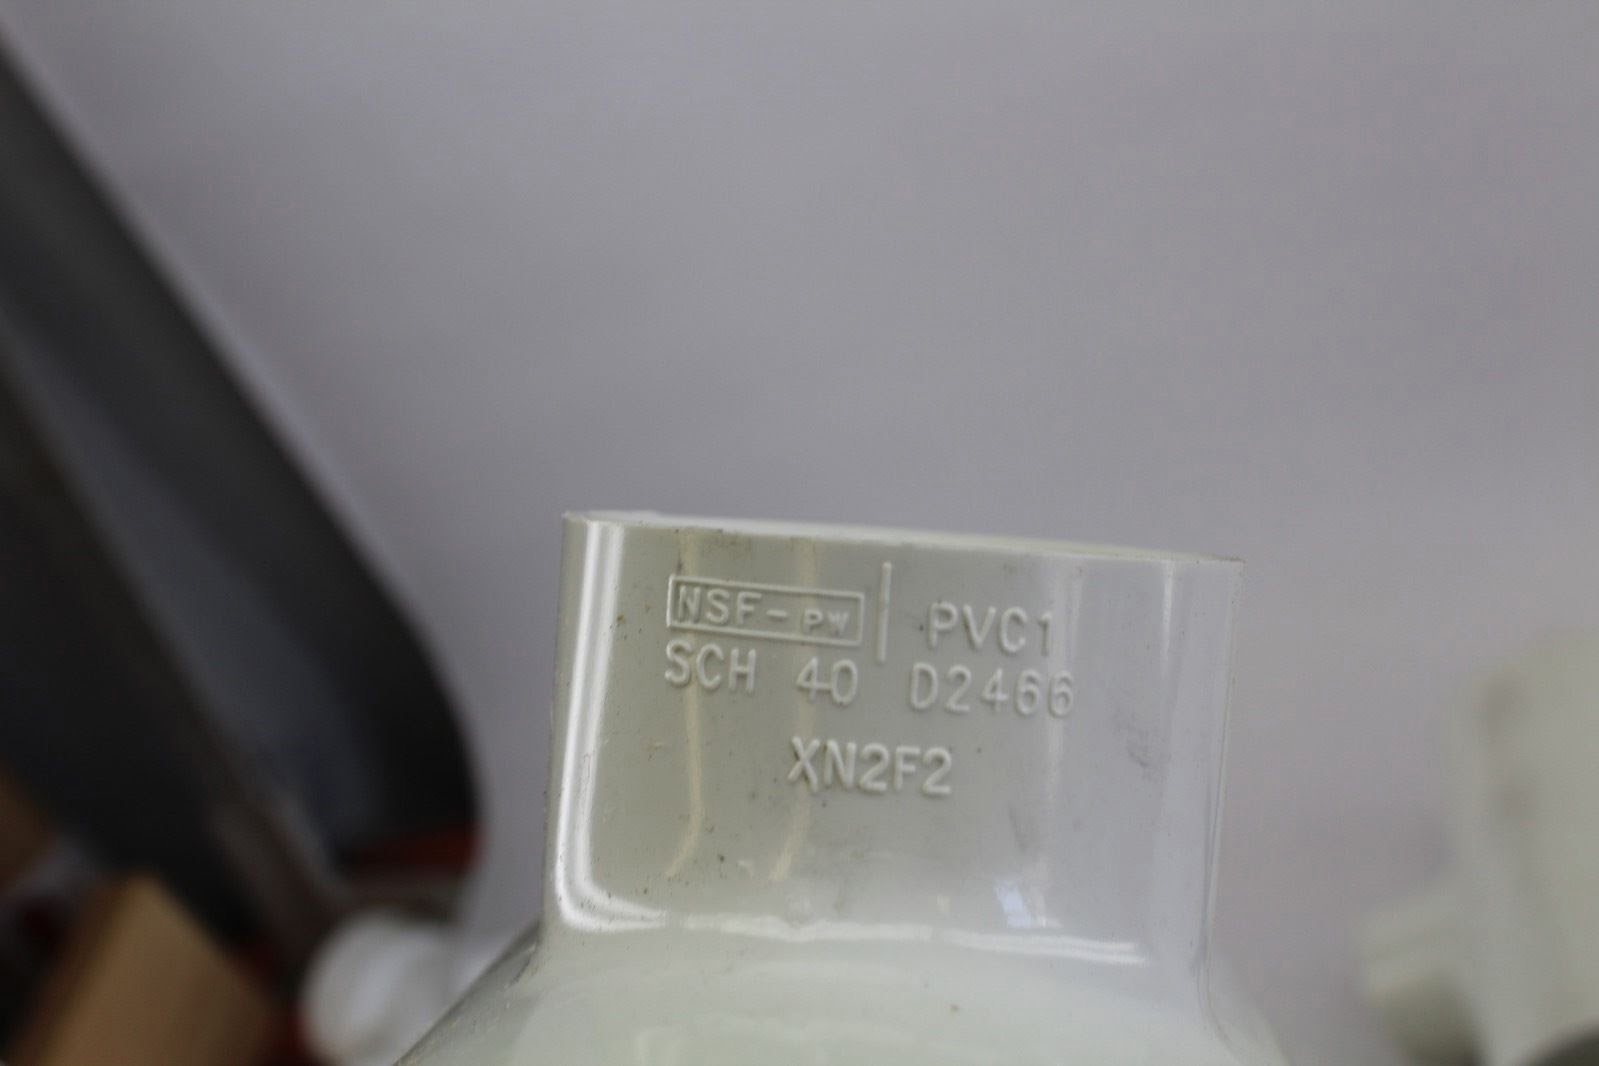 NSF-PW | PVC1
SCH 40 D2466
XN2F2